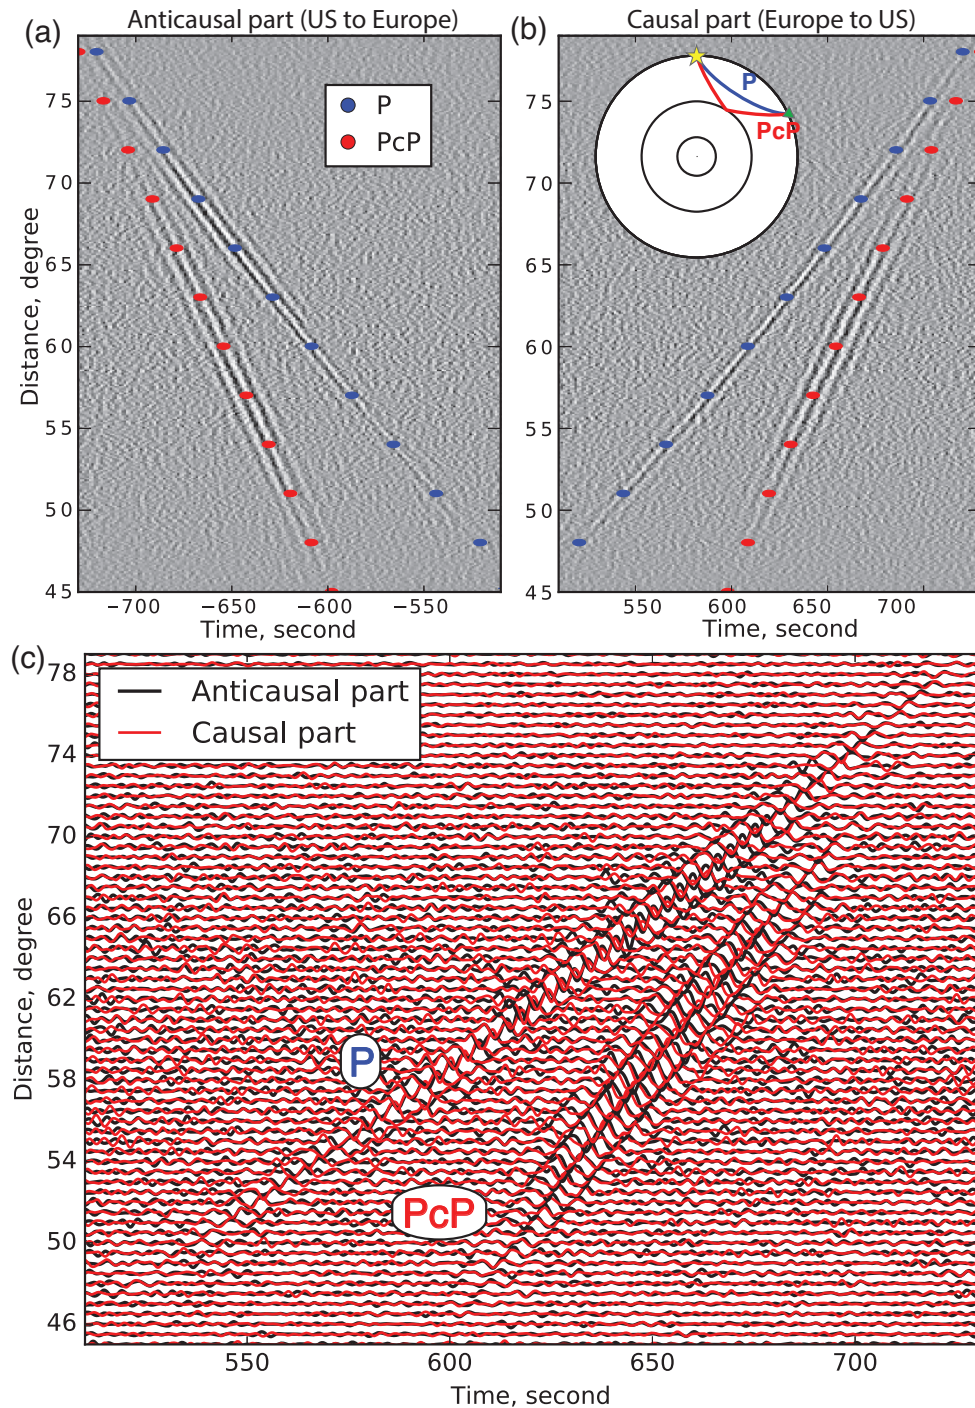 (a)
Anticausal part (US to Europe)
P
PcP
75
70
65
60
55
50
45
Distance, degree
−700
−650
−600
−550
Time, second
(b)
Causal part (Europe to US)
P
PcP
75
70
65
60
55
50
45
550
600
650
700
Time, second
(c)
Anticausal part
Causal part
P
PcP
78
74
70
66
62
58
54
50
46
Distance, degree
550
600
650
700
Time, second